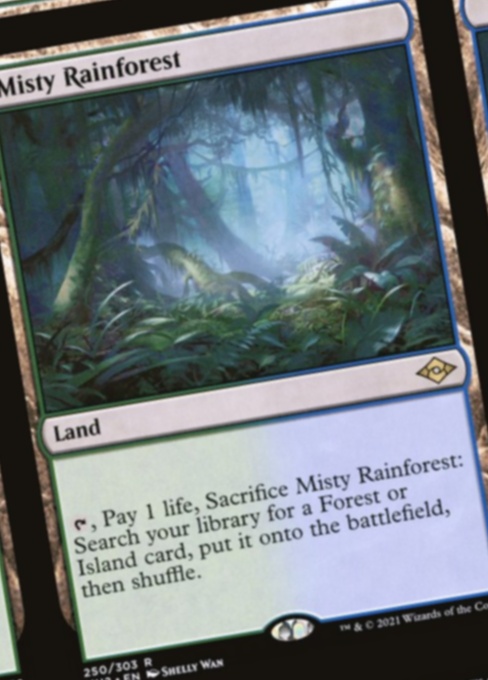 Misty Rainforest
Land
, Pay 1 life, Sacrifice Misty Rainforest:
Search your library for a Forest or
Island card, put it onto the battlefield,
then shuffle.
250/303 R
• EN SHELLY WAN
™ & © 2021 Wizards of the Co